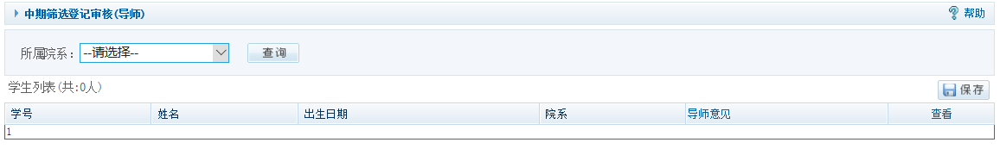 中期筛选登记审核(导师) 帮助
所属院系： --请选择-- 查询
学生列表(共:0人)
保存
学号 姓名 出生日期 院系 导师意见 查看
1